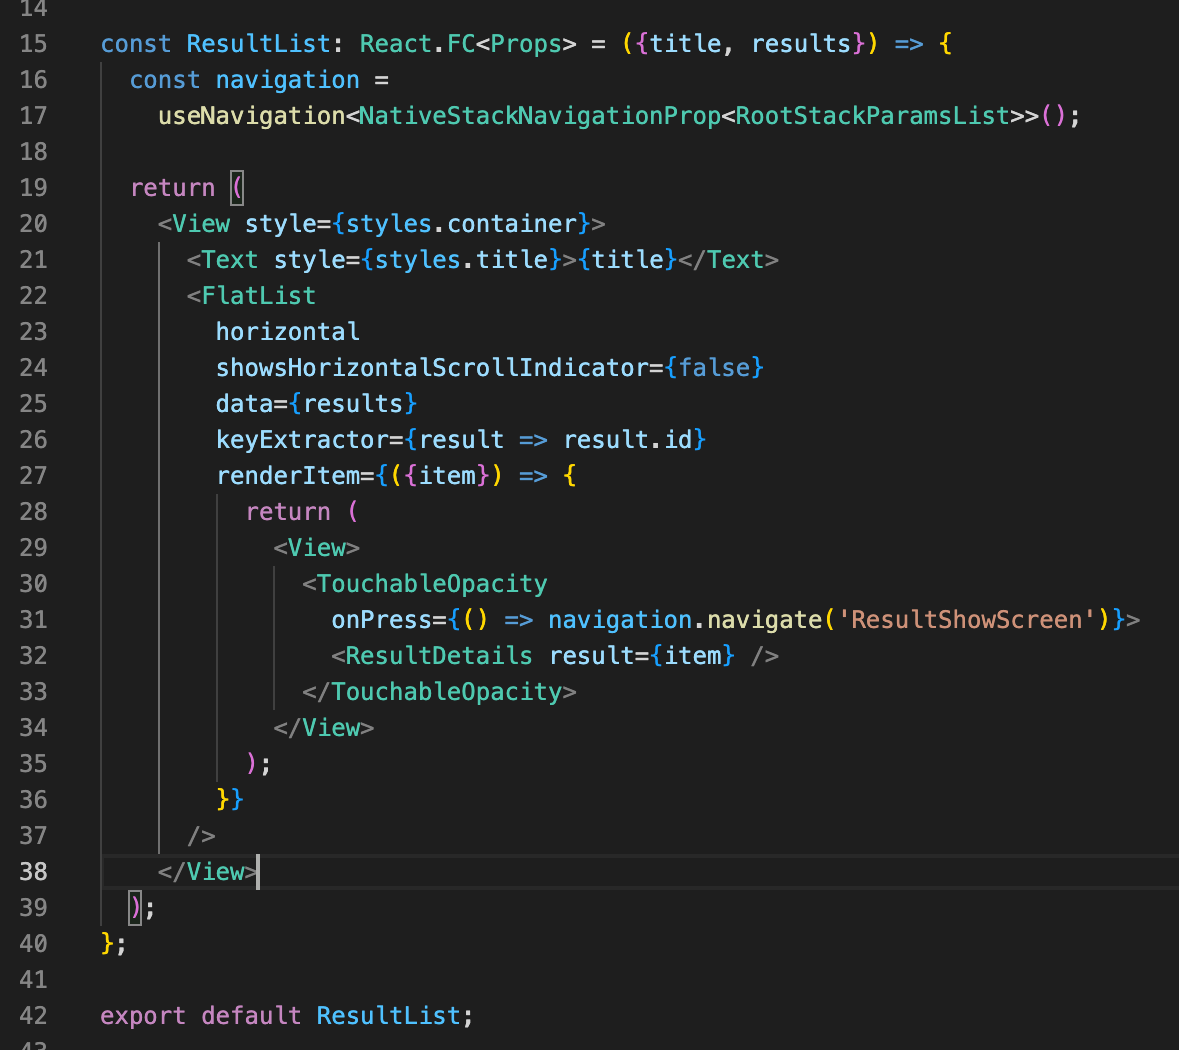 14
15 const ResultList: React.FC<Props> = ({title, results}) => {
16   const navigation =
17     useNavigation<NativeStackNavigationProp<RootStackParamsList>>();
18
19   return (
20     <View style={styles.container}>
21       <Text style={styles.title}>{title}</Text>
22       <FlatList
23         horizontal
24         showsHorizontalScrollIndicator={false}
25         data={results}
26         keyExtractor={result => result.id}
27         renderItem={({item}) => {
28           return (
29             <View>
30               <TouchableOpacity
31                 onPress={() => navigation.navigate('ResultShowScreen')}>
32                 <ResultDetails result={item} />
33               </TouchableOpacity>
34             </View>
35           );
36         }}
37       />
38     </View>
39   );
40 };
41
42 export default ResultList;
43